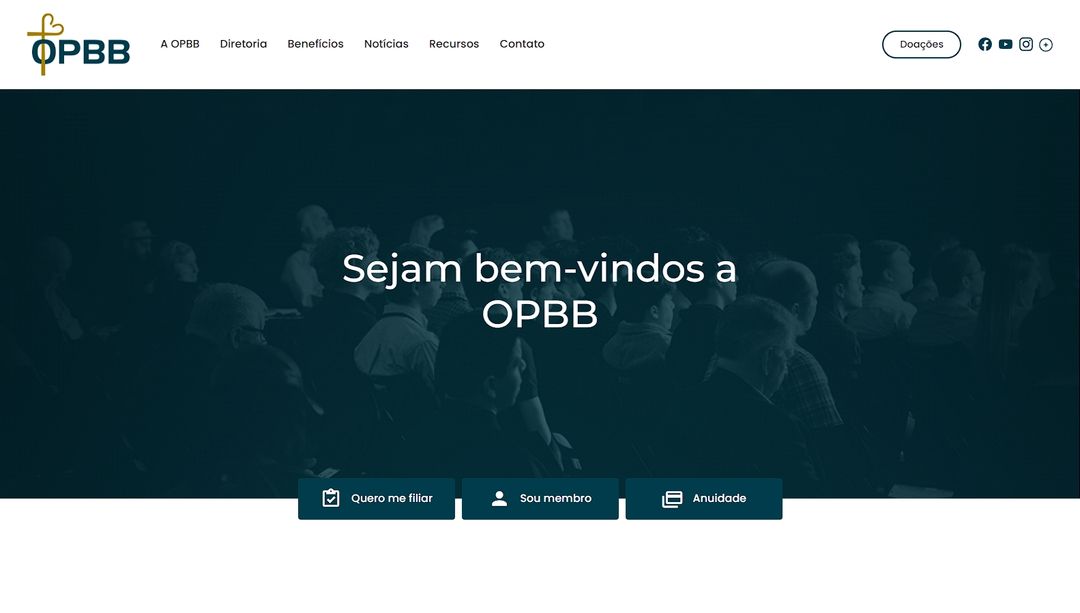 OPBB
A OPBB
Diretoria
Benefícios
Notícias
Recursos
Contato
Doações
Sejam bem-vindos a
OPBB
Quero me filiar
Sou membro
Anuidade